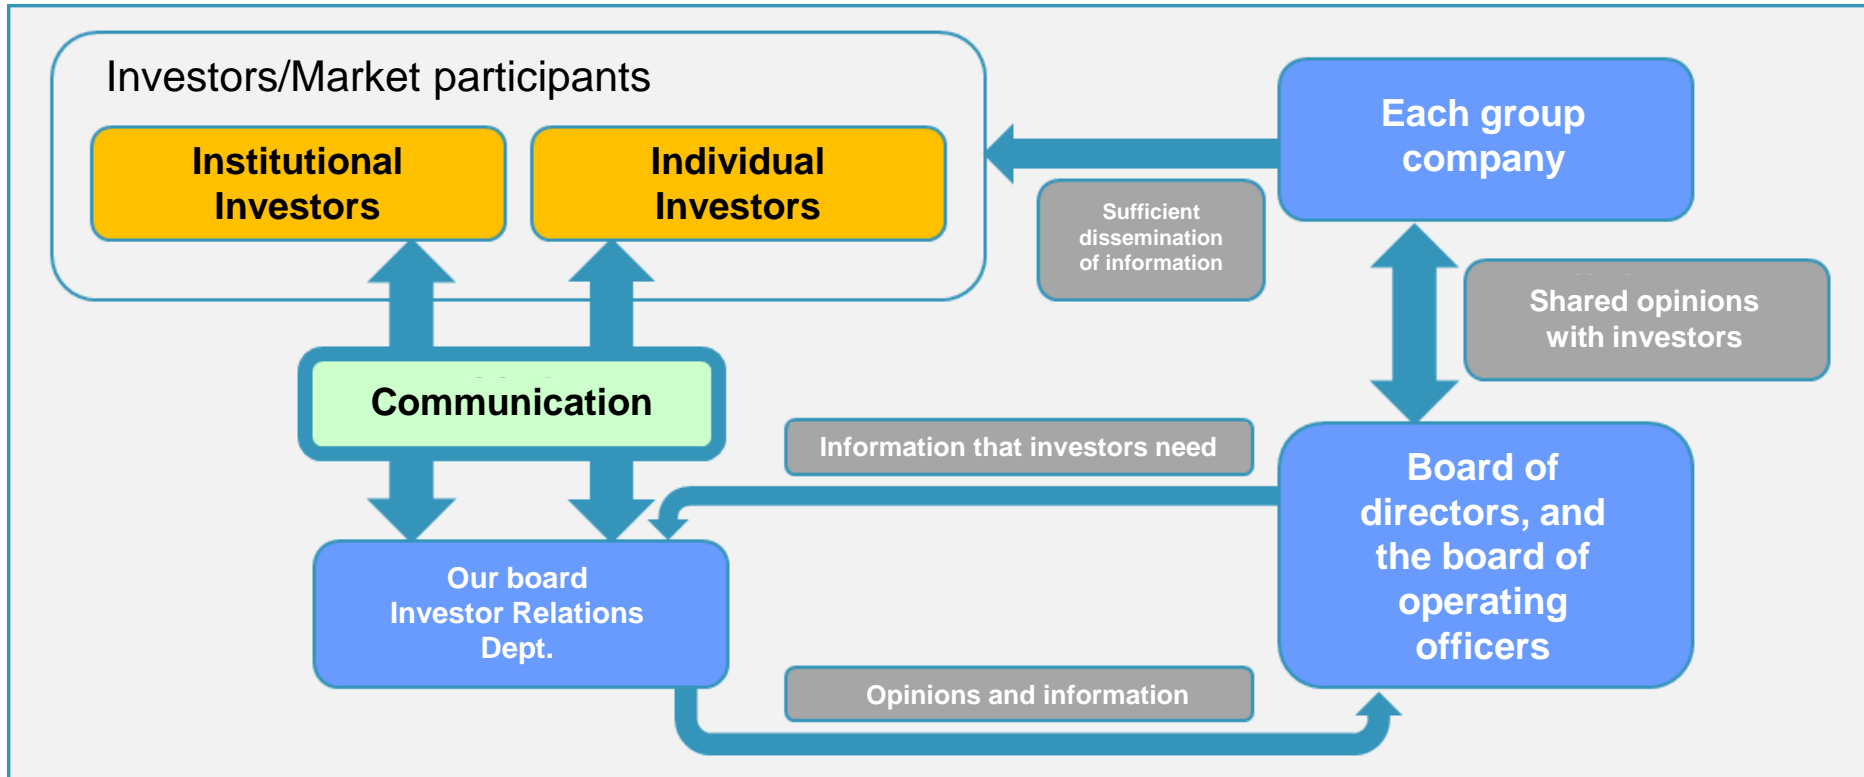 Investors/Market participants
Institutional
Investors
Individual
Investors
Each group
company
Sufficient
dissemination
of information
Shared opinions
with investors
Communication
Information that investors need
Board of
directors, and
the board of
operating
officers
Our board
Investor Relations
Dept.
Opinions and information